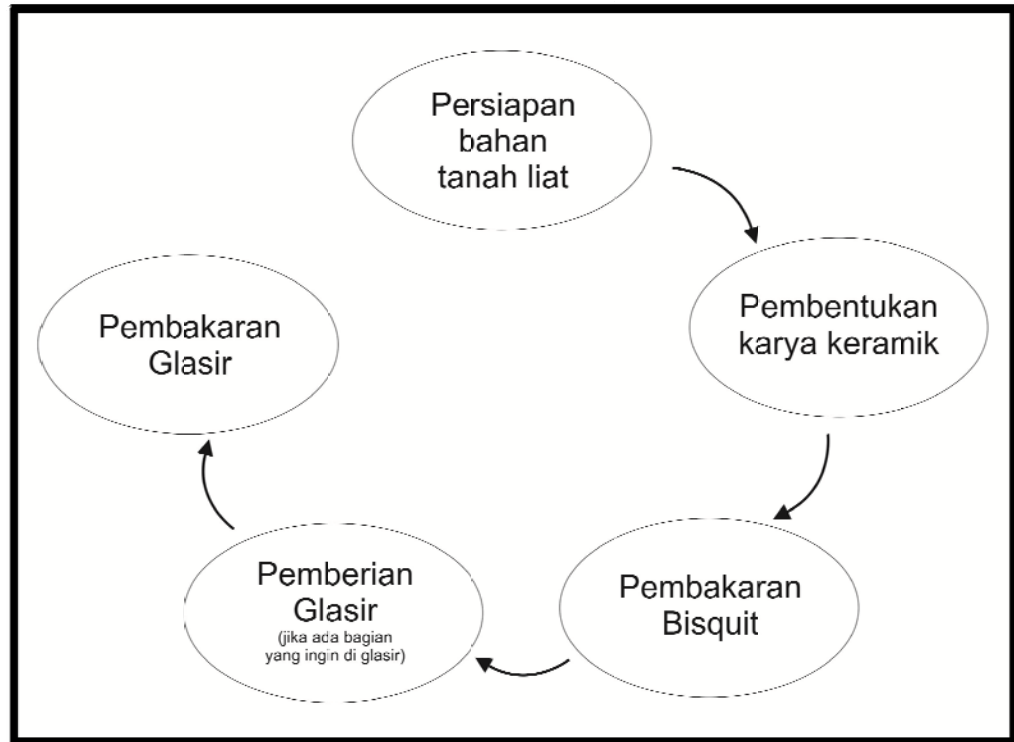 Persiapan
bahan
tanah liat
Pembentukan
karya keramik
Pembakaran
Bisquit
Pemberian
Glasir
(jika ada bagian
yang ingin di glasir)
Pembakaran
Glasir